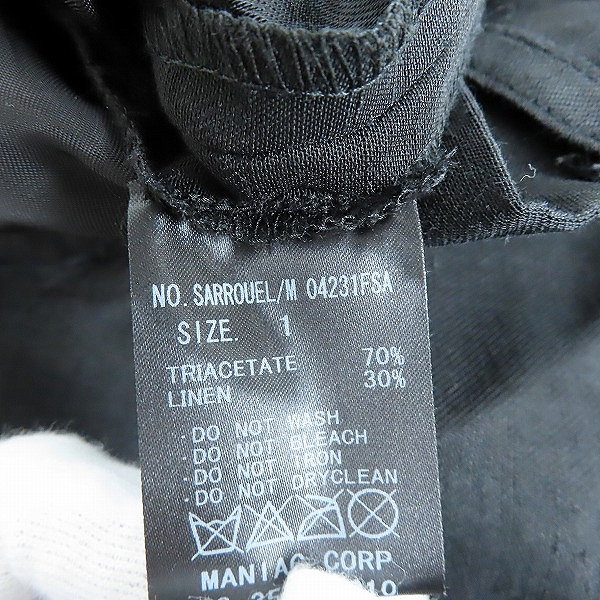 NO. SARROUEL/M 04231FSA
SIZE. 1
TRIACETATE 70%
LINEN 30%
·DO NOT WASH
·DO NOT BLEACH
·DO NOT IRON
·DO NOT DRYCLEAN
MANIAC CORP